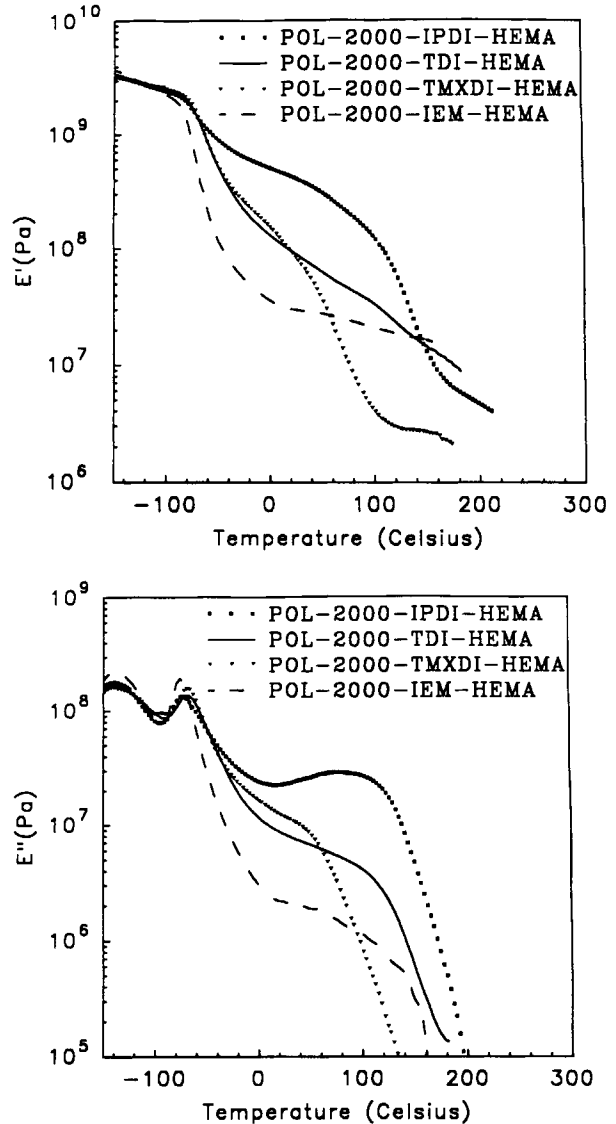 10^10
10^9
10^8
10^7
10^6
E'(Pa)
POL-2000-IPDI-HEMA
POL-2000-TDI-HEMA
POL-2000-TMXDI-HEMA
POL-2000-IEM-HEMA
-100 0 100 200 300
Temperature (Celsius)
10^9
10^8
10^7
10^6
10^5
E"(Pa)
POL-2000-IPDI-HEMA
POL-2000-TDI-HEMA
POL-2000-TMXDI-HEMA
POL-2000-IEM-HEMA
-100 0 100 200 300
Temperature (Celsius)